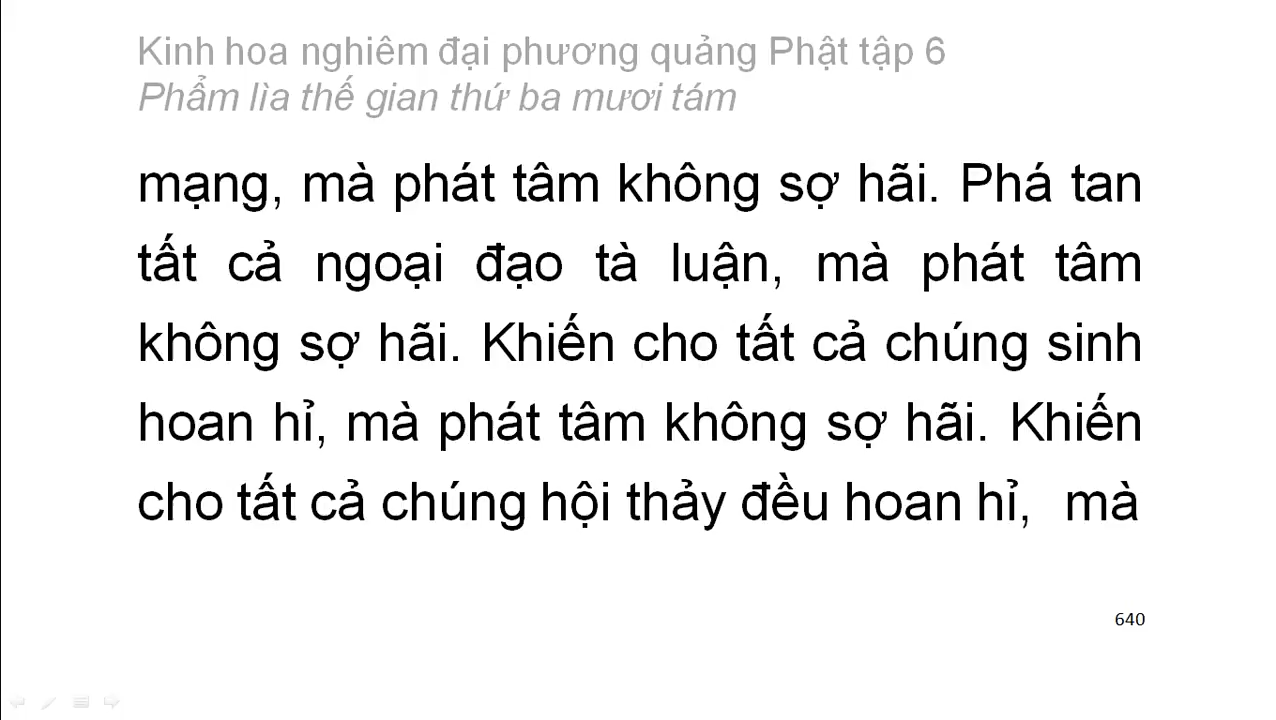 Kinh hoa nghiêm đại phương quảng Phật tập 6
Phẩm lìa thế gian thứ ba mươi tám
mạng, mà phát tâm không sợ hãi. Phá tan
tất cả ngoại đạo tà luận, mà phát tâm
không sợ hãi. Khiến cho tất cả chúng sinh
hoan hỉ, mà phát tâm không sợ hãi. Khiến
cho tất cả chúng hội thảy đều hoan hỉ, mà
640